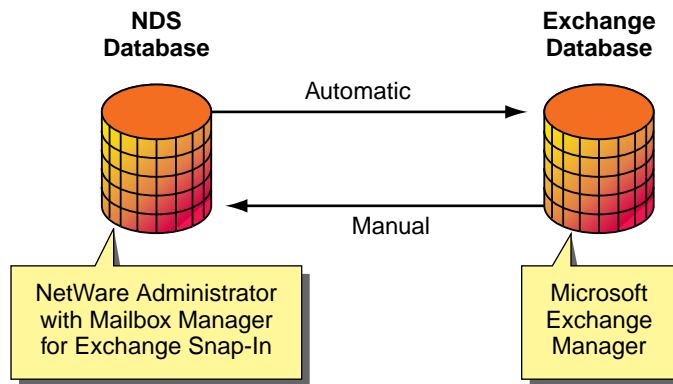 NDS
Database
Exchange
Database
Automatic
Manual
NetWare Administrator
with Mailbox Manager
for Exchange Snap-In
Microsoft
Exchange
Manager